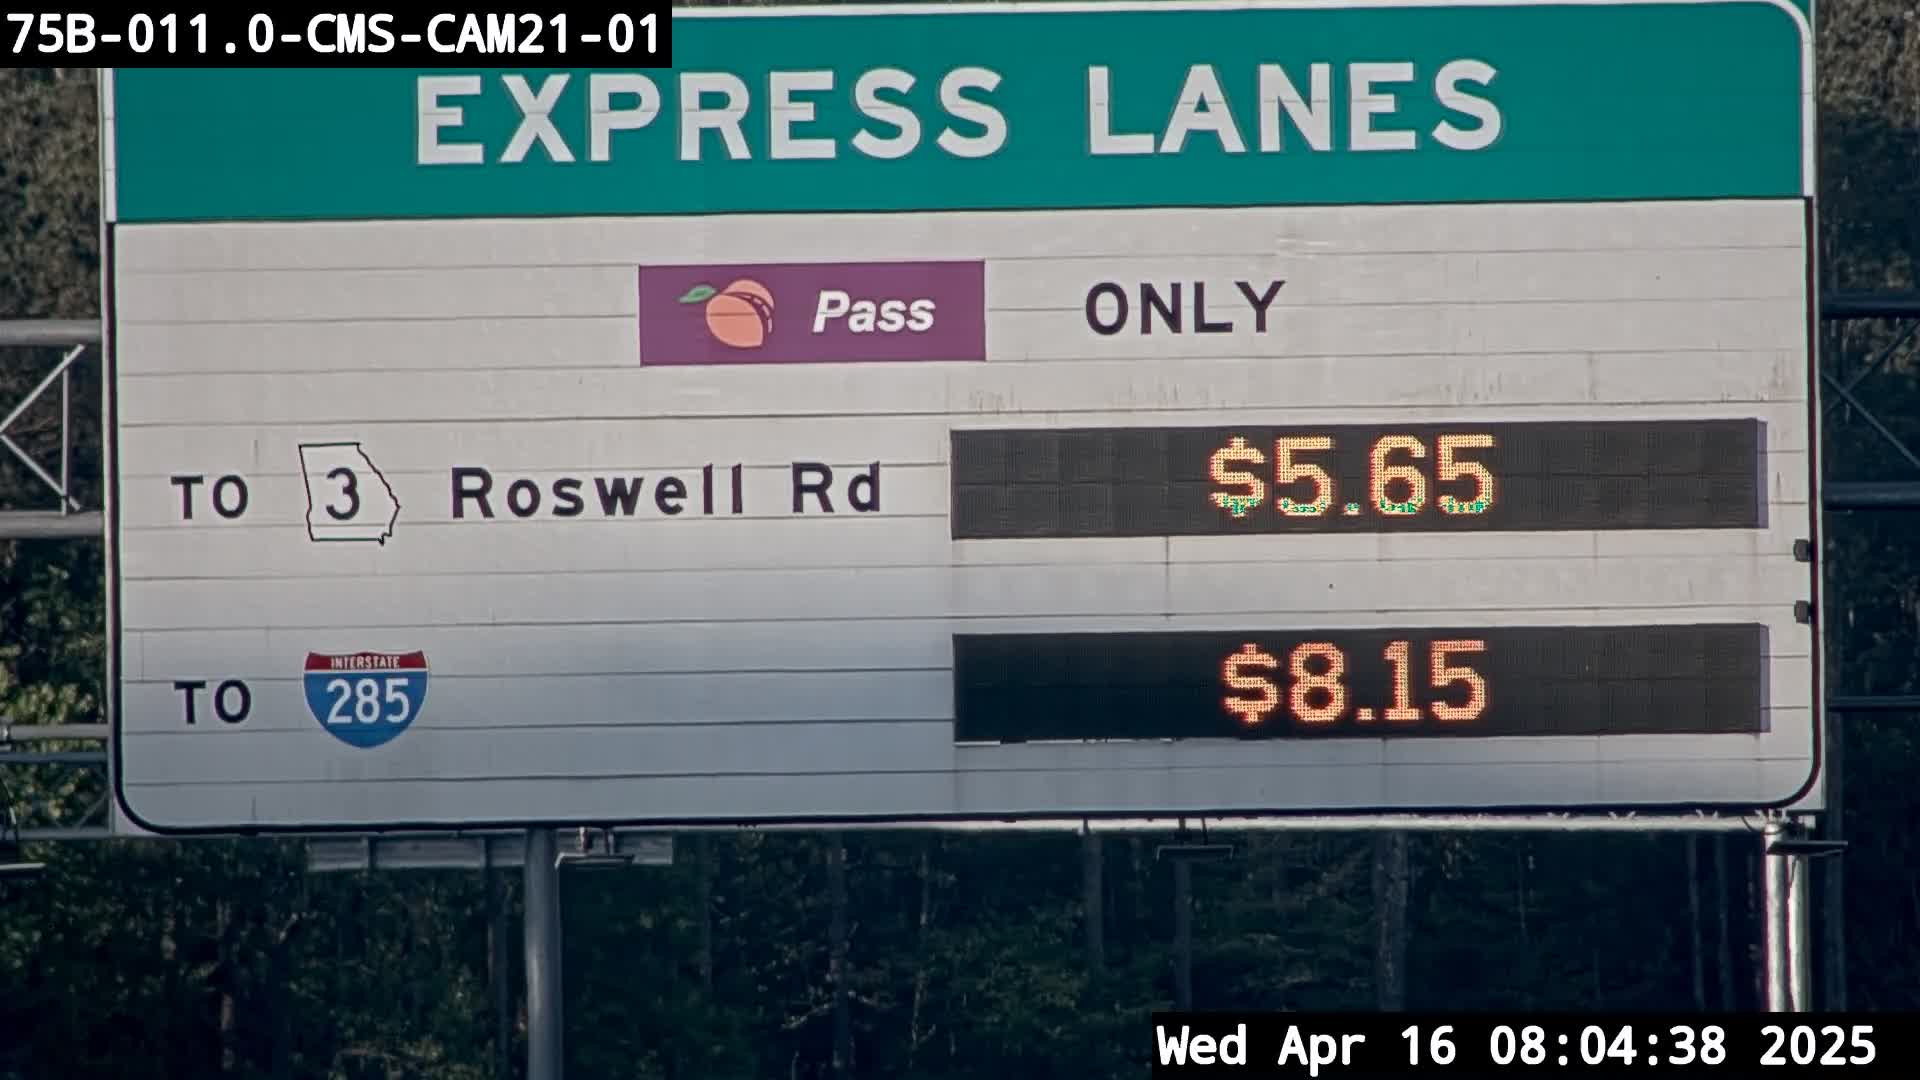 75B-011.0-CMS-CAM21-01
EXPRESS LANES
Pass ONLY
TO 3 Roswell Rd $5.65
INTERSTATE
TO 285 $8.15
Wed Apr 16 08:04:38 2025